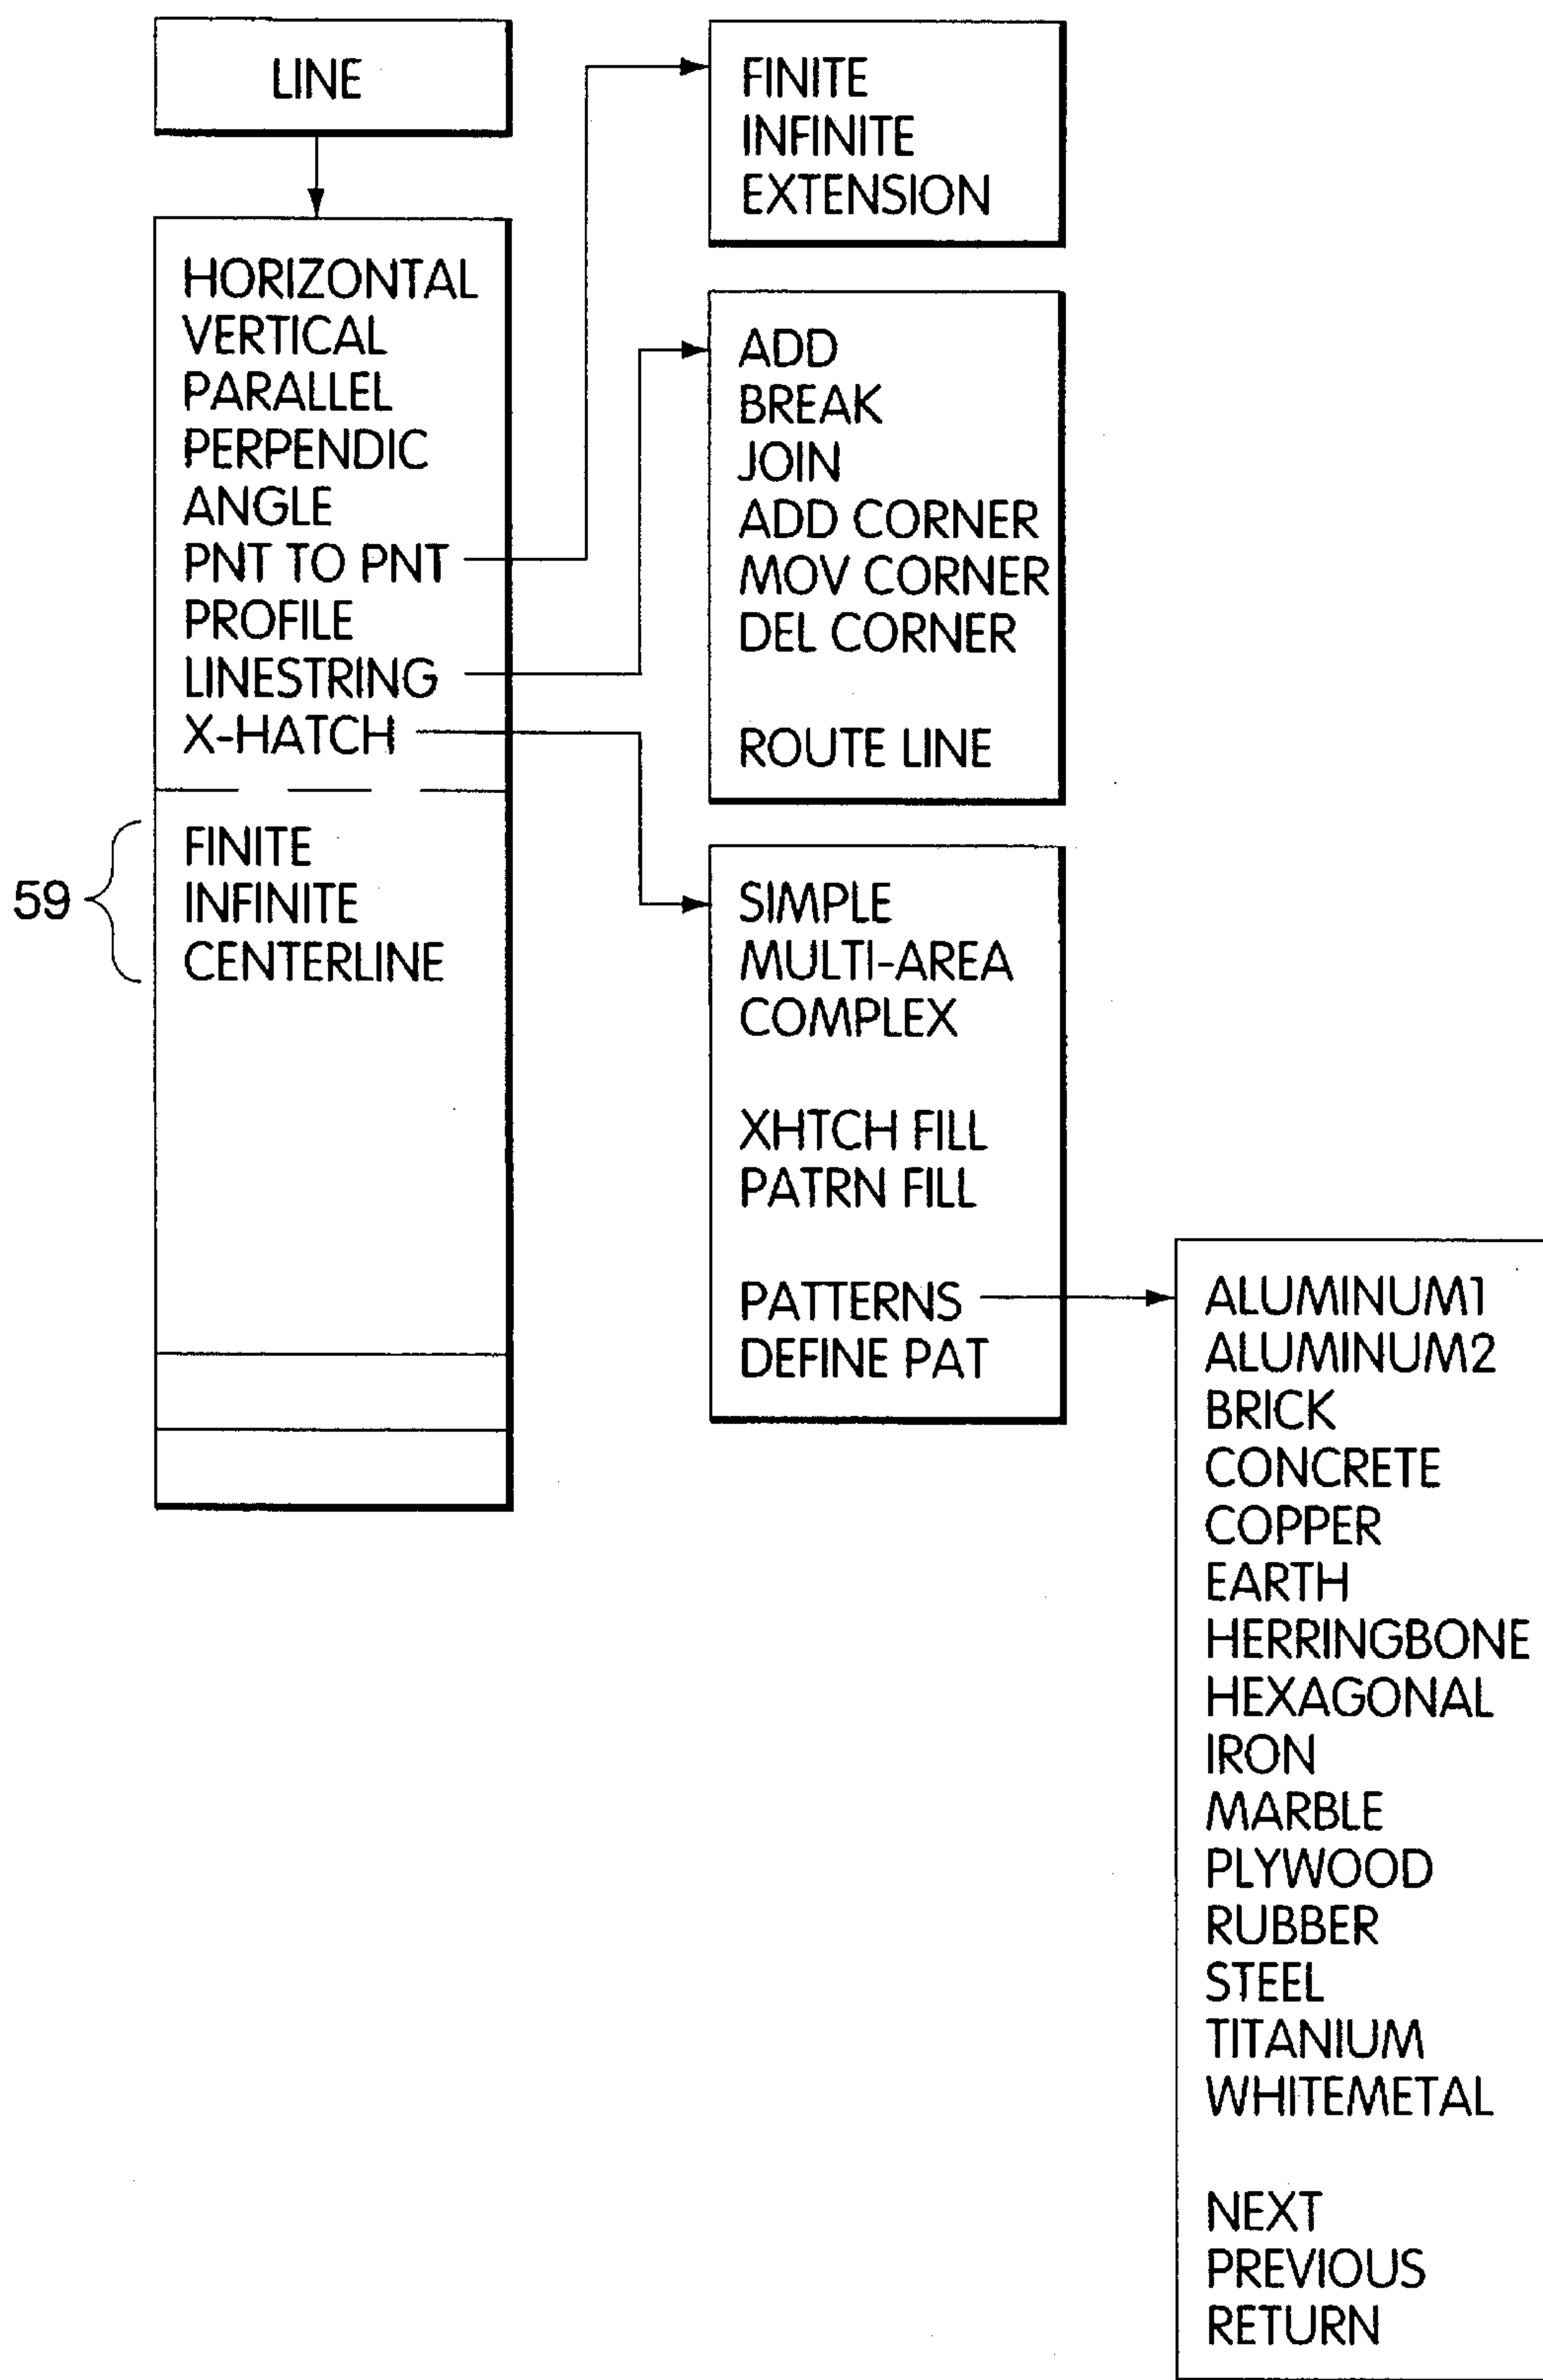 LINE
HORIZONTAL
VERTICAL
PARALLEL
PERPENDIC
ANGLE
PNT TO PNT
PROFILE
LINESTRING
X-HATCH
59
FINITE
INFINITE
CENTERLINE
FINITE
INFINITE
EXTENSION
ADD
BREAK
JOIN
ADD CORNER
MOV CORNER
DEL CORNER
ROUTE LINE
SIMPLE
MULTI-AREA
COMPLEX
XHTCH FILL
PATRN FILL
PATTERNS
DEFINE PAT
ALUMINUM1
ALUMINUM2
BRICK
CONCRETE
COPPER
EARTH
HERRINGBONE
HEXAGONAL
IRON
MARBLE
PLYWOOD
RUBBER
STEEL
TITANIUM
WHITEMETAL
NEXT
PREVIOUS
RETURN